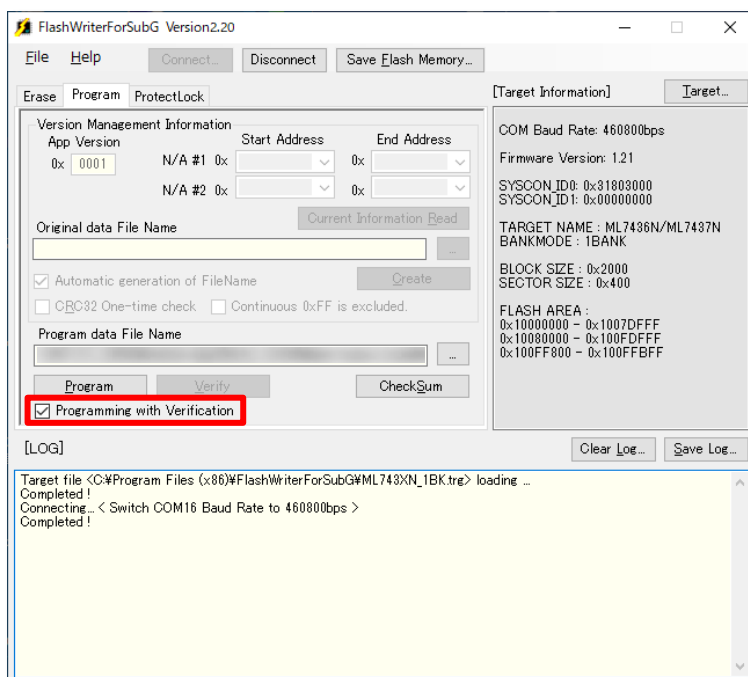 FlashWriterForSubG Version2.20
File Help Connect... Disconnect Save Flash Memory...
Erase Program ProtectLock
[Target Information] Target...
Version Management Information
App Version Start Address End Address
0x 0001 N/A #1 0x 0x
N/A #2 0x 0x
Current Information Read
Original data File Name
...
Automatic generation of FileName Create
CRC32 One-time check Continuous 0xFF is excluded.
Program data File Name
...
Program Verify CheckSum
Programming with Verification
COM Baud Rate: 460800bps
Firmware Version: 1.21
SYSCON_ID0: 0x31803000
SYSCON_ID1: 0x00000000
TARGET NAME : ML7436N/ML7437N
BANKMODE : 1BANK
BLOCK SIZE : 0x2000
SECTOR SIZE : 0x400
FLASH AREA :
0x10000000 - 0x1007DFFF
0x10080000 - 0x100FDFFF
0x100FF800 - 0x100FFBFF
[LOG] Clear Log... Save Log...
Target file <C:¥Program Files (x86)¥FlashWriterForSubG¥ML743XN_1BK.trg> loading ...
Completed !
Connecting... < Switch COM16 Baud Rate to 460800bps >
Completed !